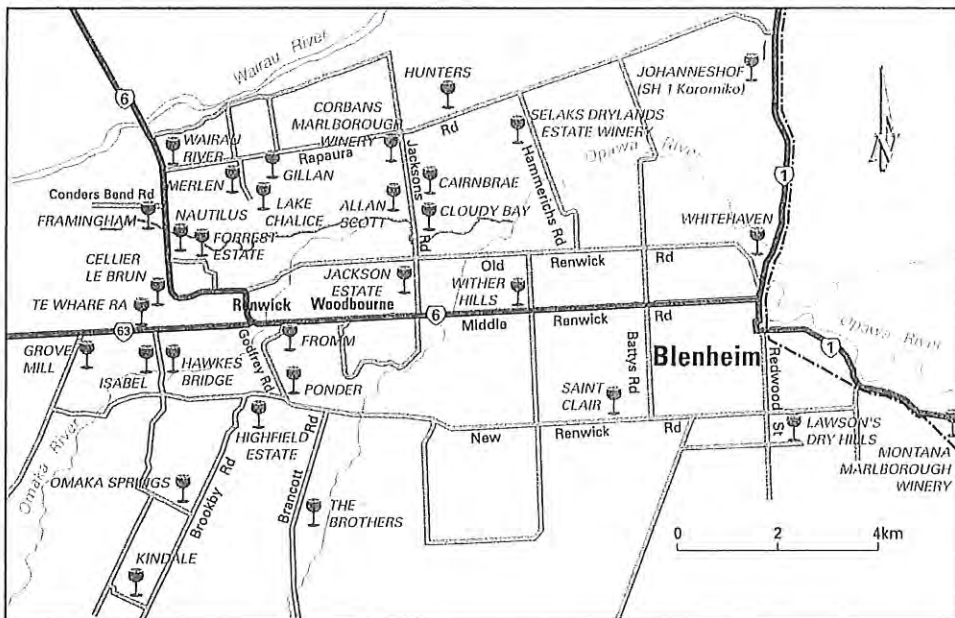 Wairau River
HUNTERS
JOHANNESHOF
(SH 1 Koromiko)
6
CORBANS
MARLBOROUGH
WINERY
Rd
SELAKS DRYLANDS
ESTATE WINERY
WAIRAU
RIVER
Rapaura
Opawa River
MERLEN
GILLAN
Jacksons
Rd
Hammerichs Rd
CAIRNBRAE
1
Conders Bend Rd
LAKE
CHALICE
ALLAN
SCOTT
FRAMINGHAM
NAUTILUS
CLOUDY BAY
FORREST
ESTATE
WHITEHAVEN
CELLIER
LE BRUN
Old
Renwick
Rd
JACKSON
ESTATE
WITHER
HILLS
TE WHARE RA
Renwick
Woodbourne
6
Middle
Renwick
Rd
63
Opawa River
GROVE
MILL
ISABEL
HAWKES
BRIDGE
Godfrey Rd
FROMM
Battys Rd
Blenheim
1
Redwood St
PONDER
SAINT
CLAIR
HIGHFIELD
ESTATE
New
Renwick
Rd
LAWSON'S
DRY HILLS
MONTANA
MARLBOROUGH
WINERY
Omaka River
OMAKA SPRINGS
Brookby Rd
Brancott Rd
THE
BROTHERS
KINDALE
0
2
4km